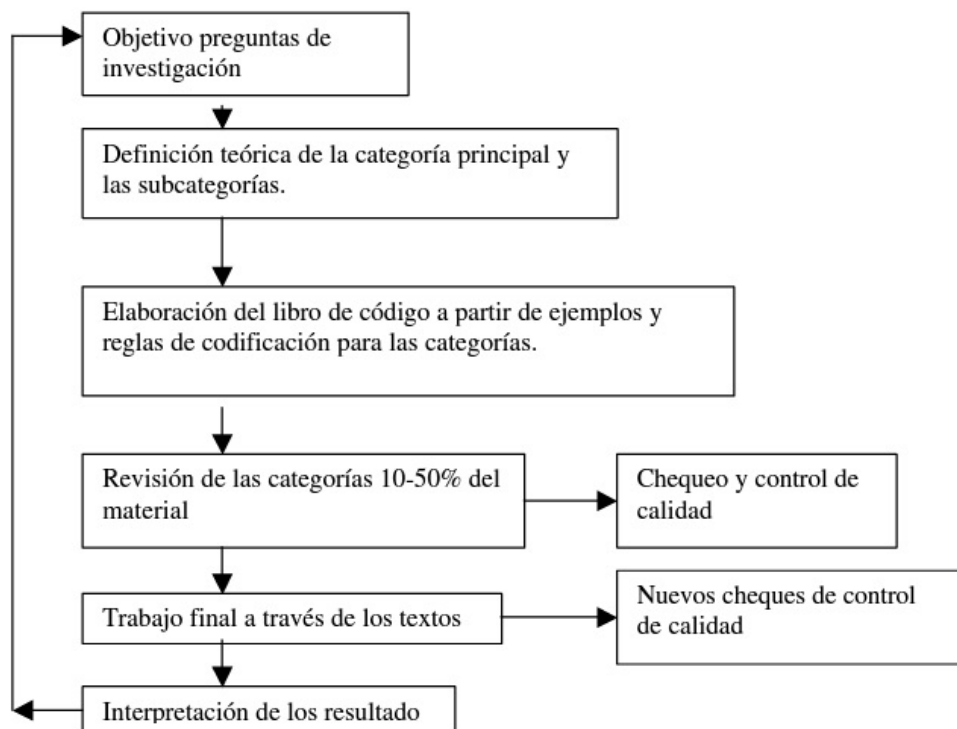 Objetivo preguntas de
investigación
Definición teórica de la categoría principal y
las subcategorías.
Elaboración del libro de código a partir de ejemplos y
reglas de codificación para las categorías.
Revisión de las categorías 10-50% del
material
Chequeo y control de
calidad
Trabajo final a través de los textos
Nuevos cheques de control
de calidad
Interpretación de los resultado